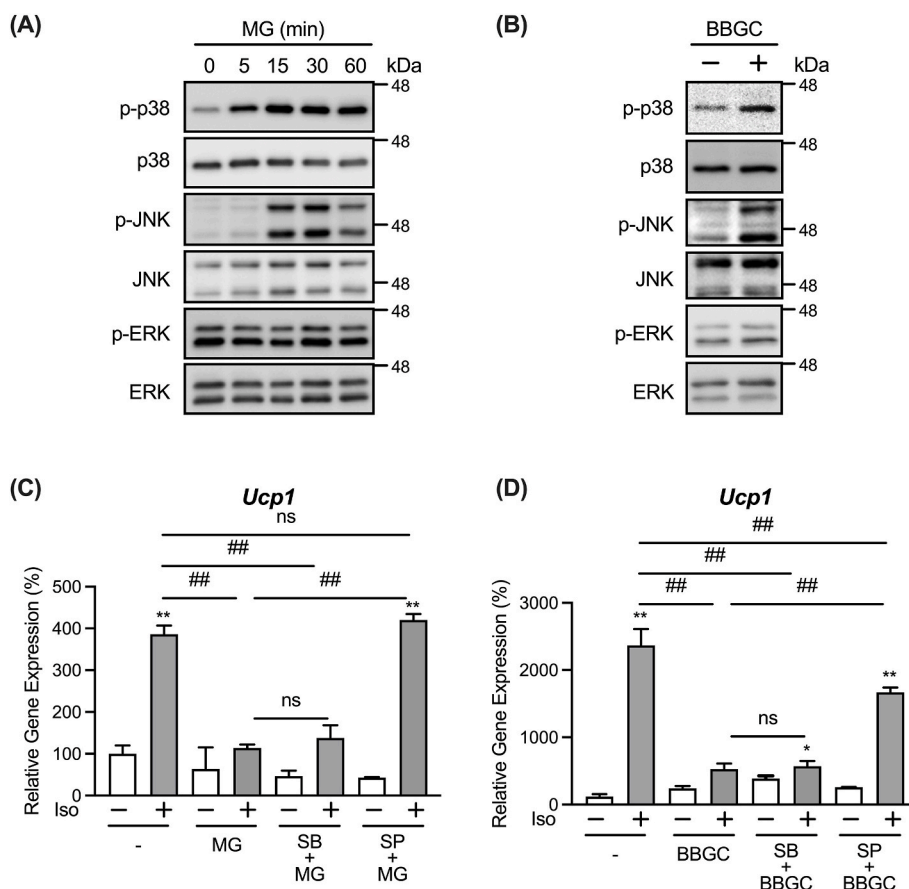 (A)
MG (min)
0 5 15 30 60 kDa
p-p38 48
p38 48
p-JNK 48
JNK 48
p-ERK 48
ERK 48
(B)
BBGC
− + kDa
p-p38 48
p38 48
p-JNK 48
JNK 48
p-ERK 48
ERK 48
(C)
Ucp1
ns
##
## ##
ns
** **
Relative Gene Expression (%)
500
400
300
200
100
0
Iso − + − + − + − +
- MG SB + MG SP + MG
(D)
Ucp1
##
##
## ##
ns
** * **
Relative Gene Expression (%)
3000
2000
1000
0
Iso − + − + − + − +
- BBGC SB + BBGC SP + BBGC